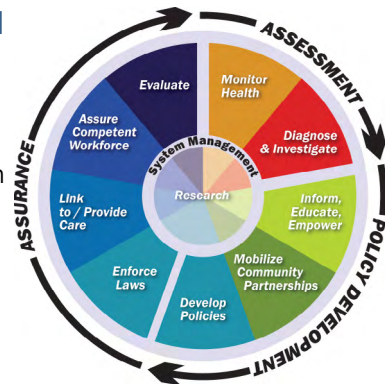 ASSESSMENT
Monitor
Health
Diagnose
& Investigate
POLICY DEVELOPMENT
Inform,
Educate,
Empower
Mobilize
Community
Partnerships
Develop
Policies
ASSURANCE
Enforce
Laws
Link
to / Provide
Care
Assure
Competent
Workforce
Evaluate
System Management
Research